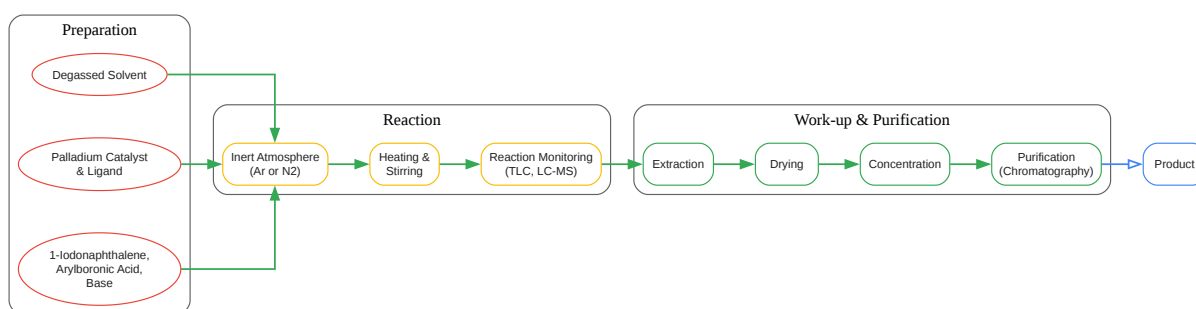 Preparation
Degassed Solvent
Palladium Catalyst
& Ligand
1-Iodonaphthalene,
Arylboronic Acid,
Base
Reaction
Inert Atmosphere
(Ar or N2)
Heating &
Stirring
Reaction Monitoring
(TLC, LC-MS)
Work-up & Purification
Extraction
Drying
Concentration
Purification
(Chromatography)
Product